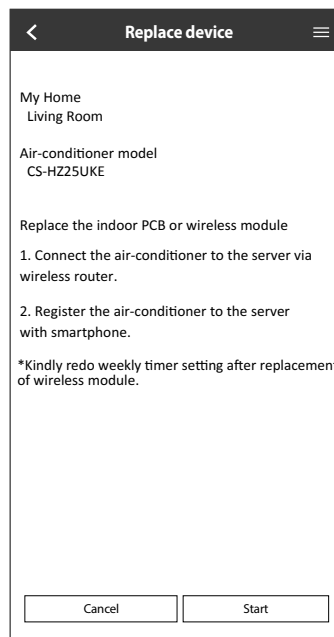 Replace device
My Home
Living Room
Air-conditioner model
CS-HZ25UKE
Replace the indoor PCB or wireless module
1. Connect the air-conditioner to the server via
wireless router.
2. Register the air-conditioner to the server
with smartphone.
*Kindly redo weekly timer setting after replacement
of wireless module.
Cancel Start